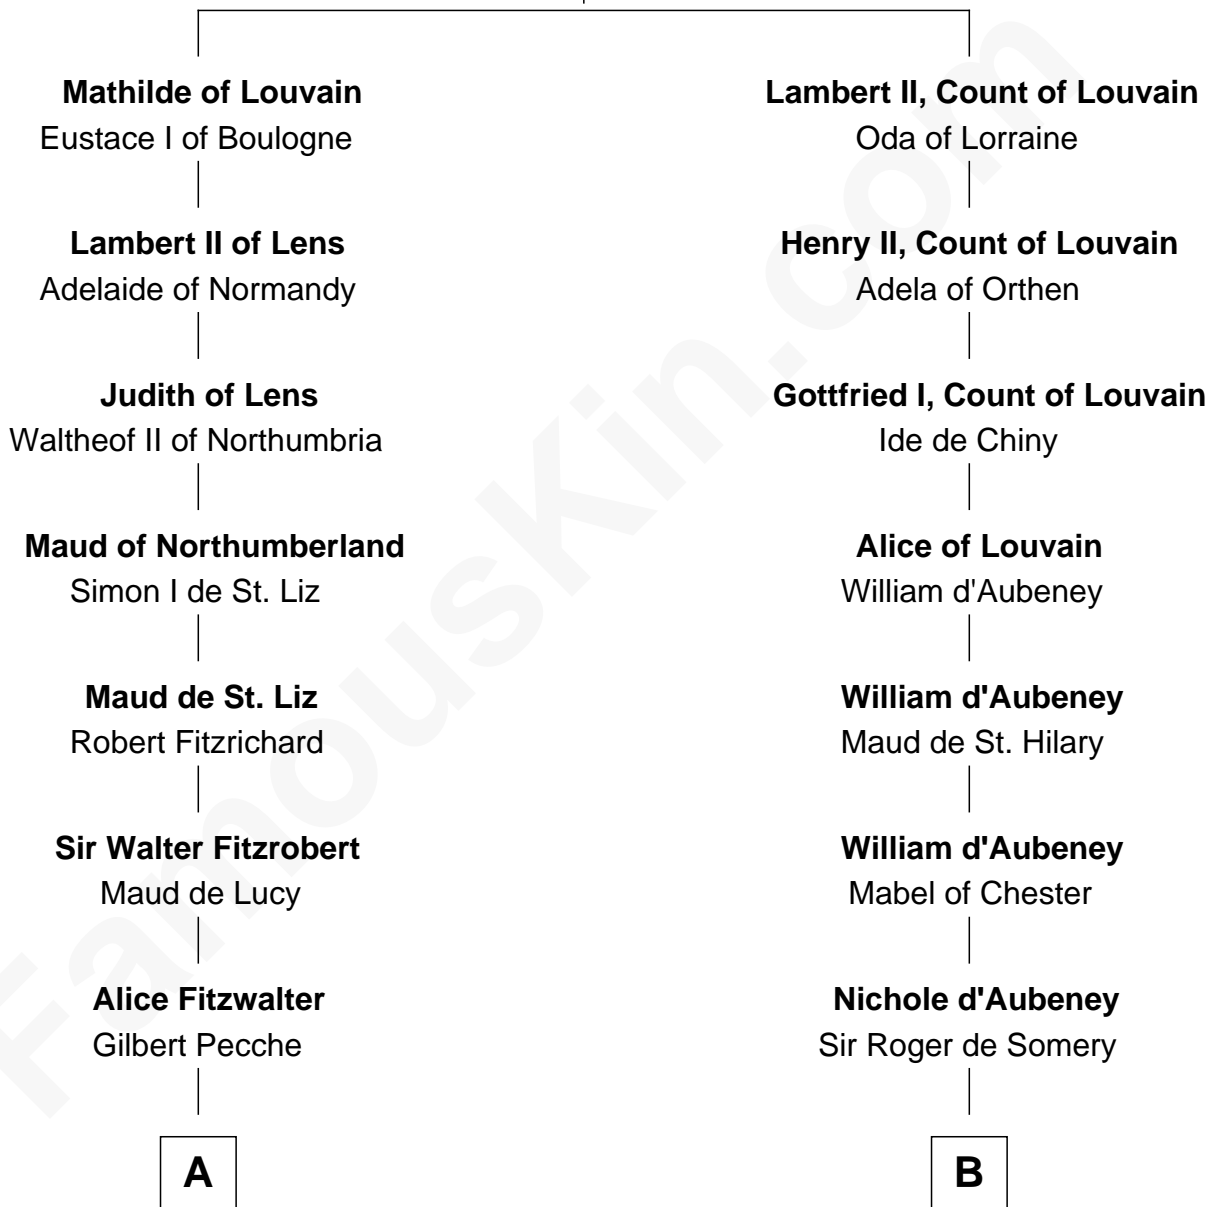 Mathilde of Louvain
Eustace I of Boulogne
Lambert II of Lens
Adelaide of Normandy
Judith of Lens
Waltheof II of Northumbria
Maud of Northumberland
Simon I de St. Liz
Maud de St. Liz
Robert Fitzrichard
Sir Walter Fitzrobert
Maud de Lucy
Alice Fitzwalter
Gilbert Pecche
A
Lambert II, Count of Louvain
Oda of Lorraine
Henry II, Count of Louvain
Adela of Orthen
Gottfried I, Count of Louvain
Ide de Chiny
Alice of Louvain
William d'Aubeney
William d'Aubeney
Maud de St. Hilary
William d'Aubeney
Mabel of Chester
Nichole d'Aubeney
Sir Roger de Somery
B
FamousKin.com